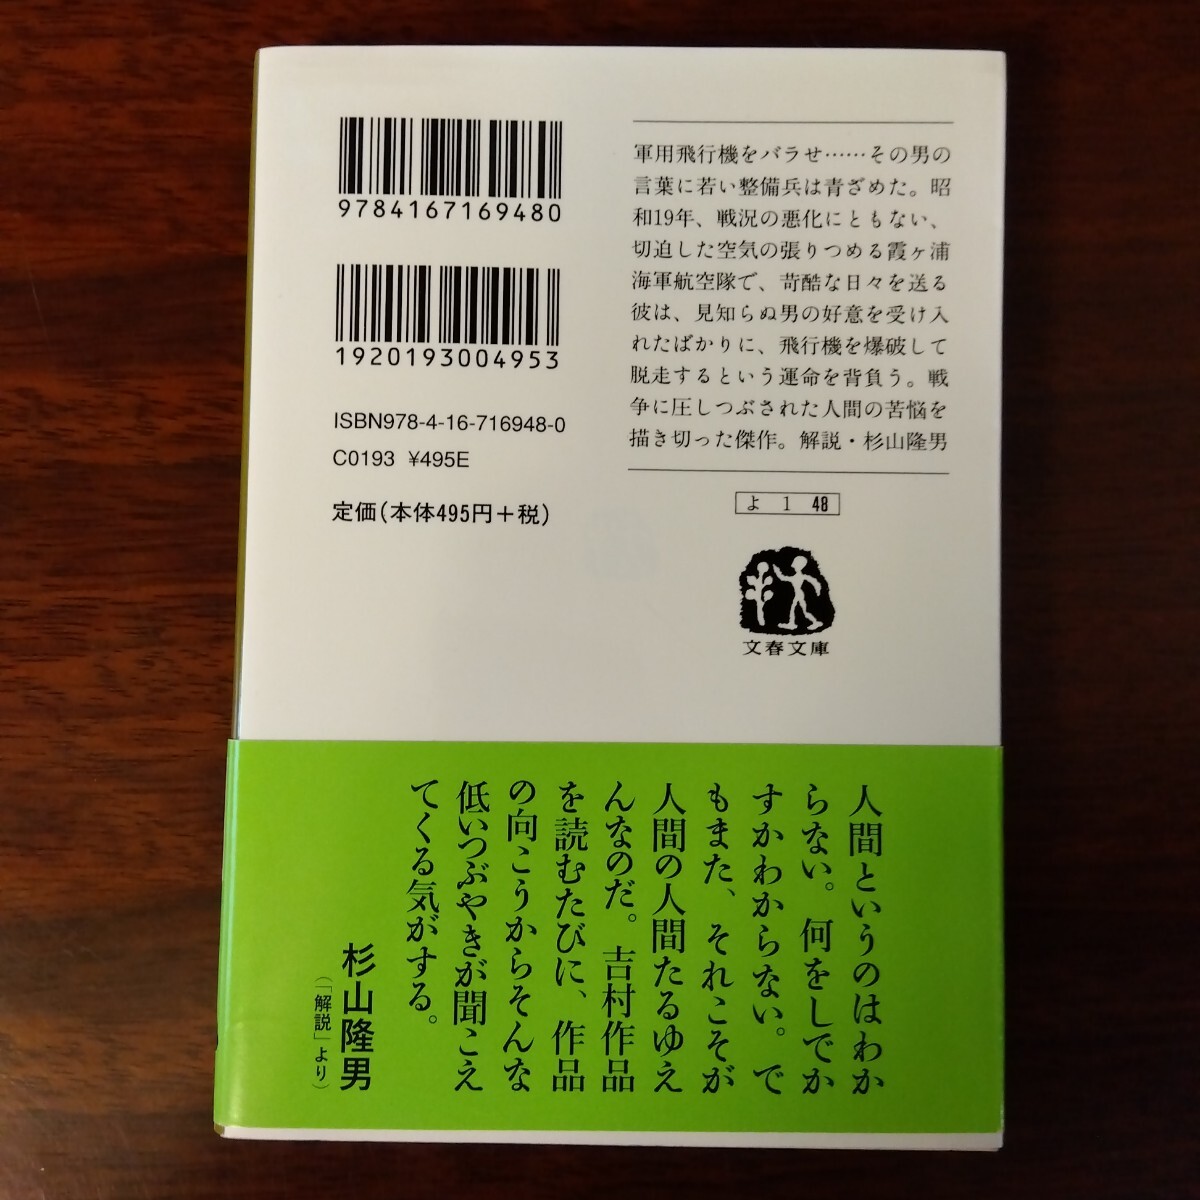 9784167169480
1920193004953
ISBN978-4-16-716948-0
C0193 ¥495E
定価(本体495円+税)
軍用飛行機をバラせ……その男の
言葉に若い整備兵は青ざめた。昭
和19年、戦況の悪化にともない、
切迫した空気の張りつめる霞ヶ浦
海軍航空隊で、苛酷な日々を送る
彼は、見知らぬ男の好意を受け入
れたばかりに、飛行機を爆破して
脱走するという運命を背負う。戦
争に圧しつぶされた人間の苦悩を
描き切った傑作。解説・杉山隆男
よ 1 48
文春文庫
人間というのはわか
らない。何をしでか
すかわからない。で
もまた、それこそが
人間の人間たるゆえ
んなのだ。吉村作品
を読むたびに、作品
の向こうからそんな
低いつぶやきが聞こえ
てくる気がする。
杉山隆男
(「解説」より)